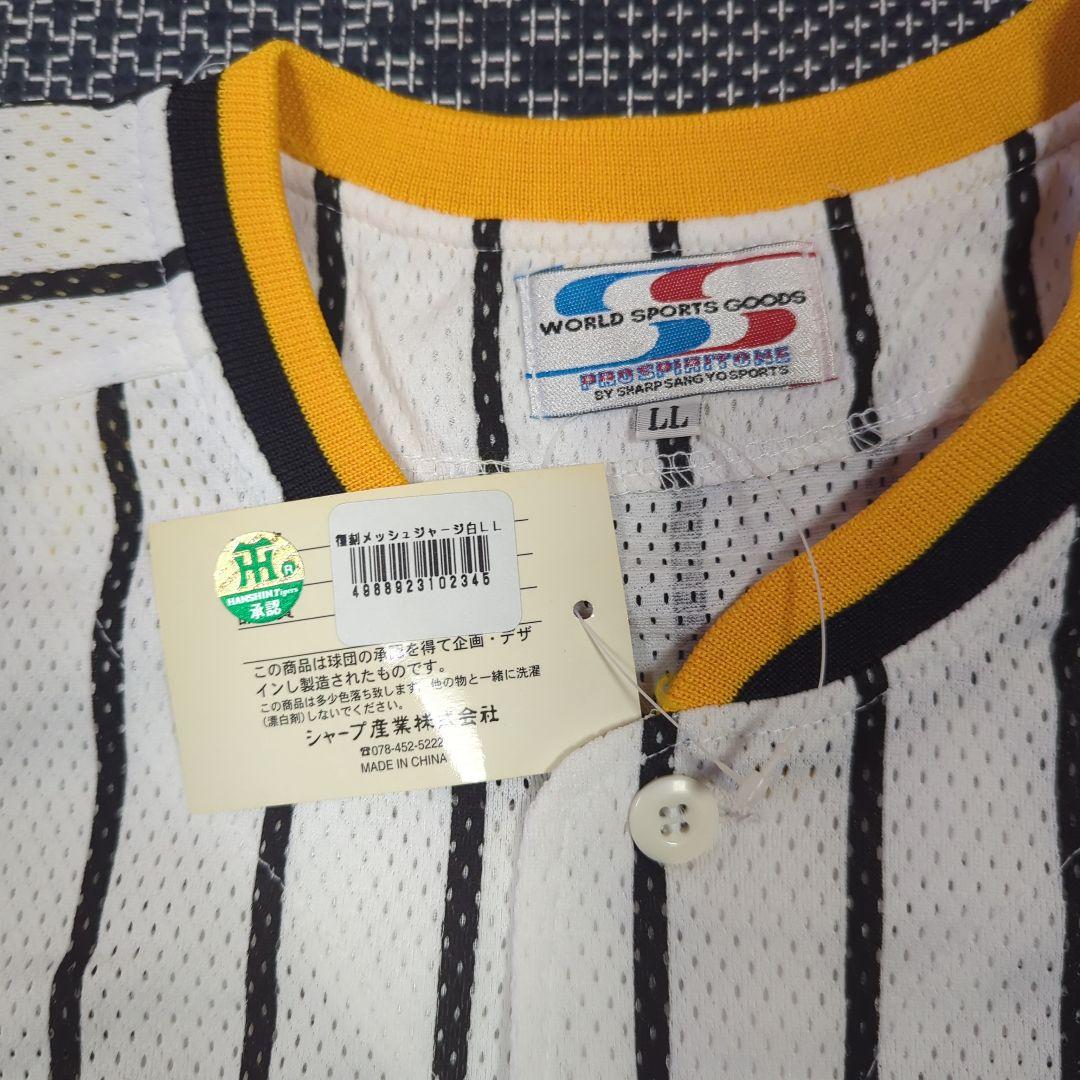 WORLD SPORTS GOODS
PROSPIRITONE
BY SHARP SANGYO SPORTS
LL
復刻メッシュジャージ白LL
4988923102345
TH
®
HANSHIN Tigers
承認
この商品は球団の承認を得て企画・デザ
インし製造されたものです。
この商品は多少色落ち致します。他の物と一緒に洗濯
(漂白剤)しないでください。
シャープ産業株式会社
☎078-452-5222
MADE IN CHINA